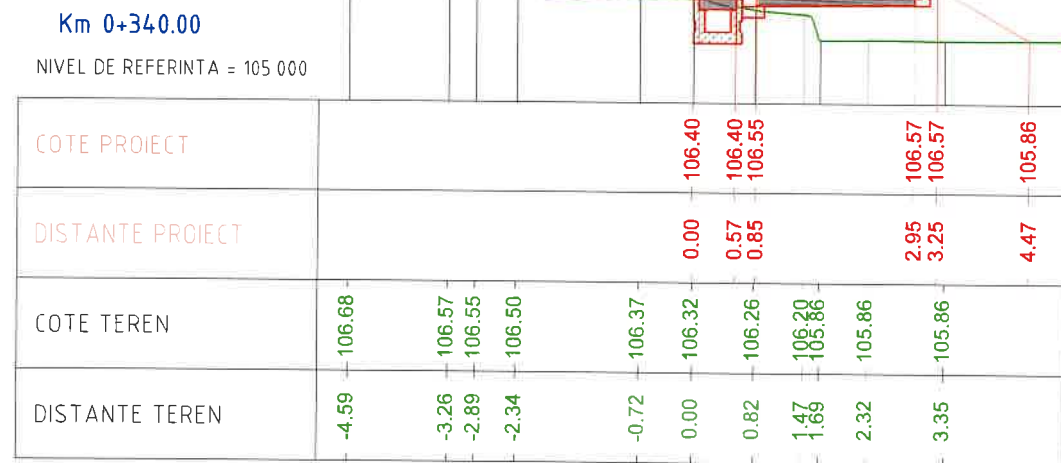 Km 0+340.00
NIVEL DE REFERINTA = 105 000
COTE PROIECT 106.40 106.40 106.55 106.57 106.57 105.86
DISTANTE PROIECT 0.00 0.57 0.85 2.95 3.25 4.47
COTE TEREN 106.68 106.57 106.55 106.50 106.37 106.32 106.26 106.20 105.86 105.86 105.86
DISTANTE TEREN -4.59 -3.26 -2.89 -2.34 -0.72 0.00 0.82 1.47 1.69 2.32 3.35